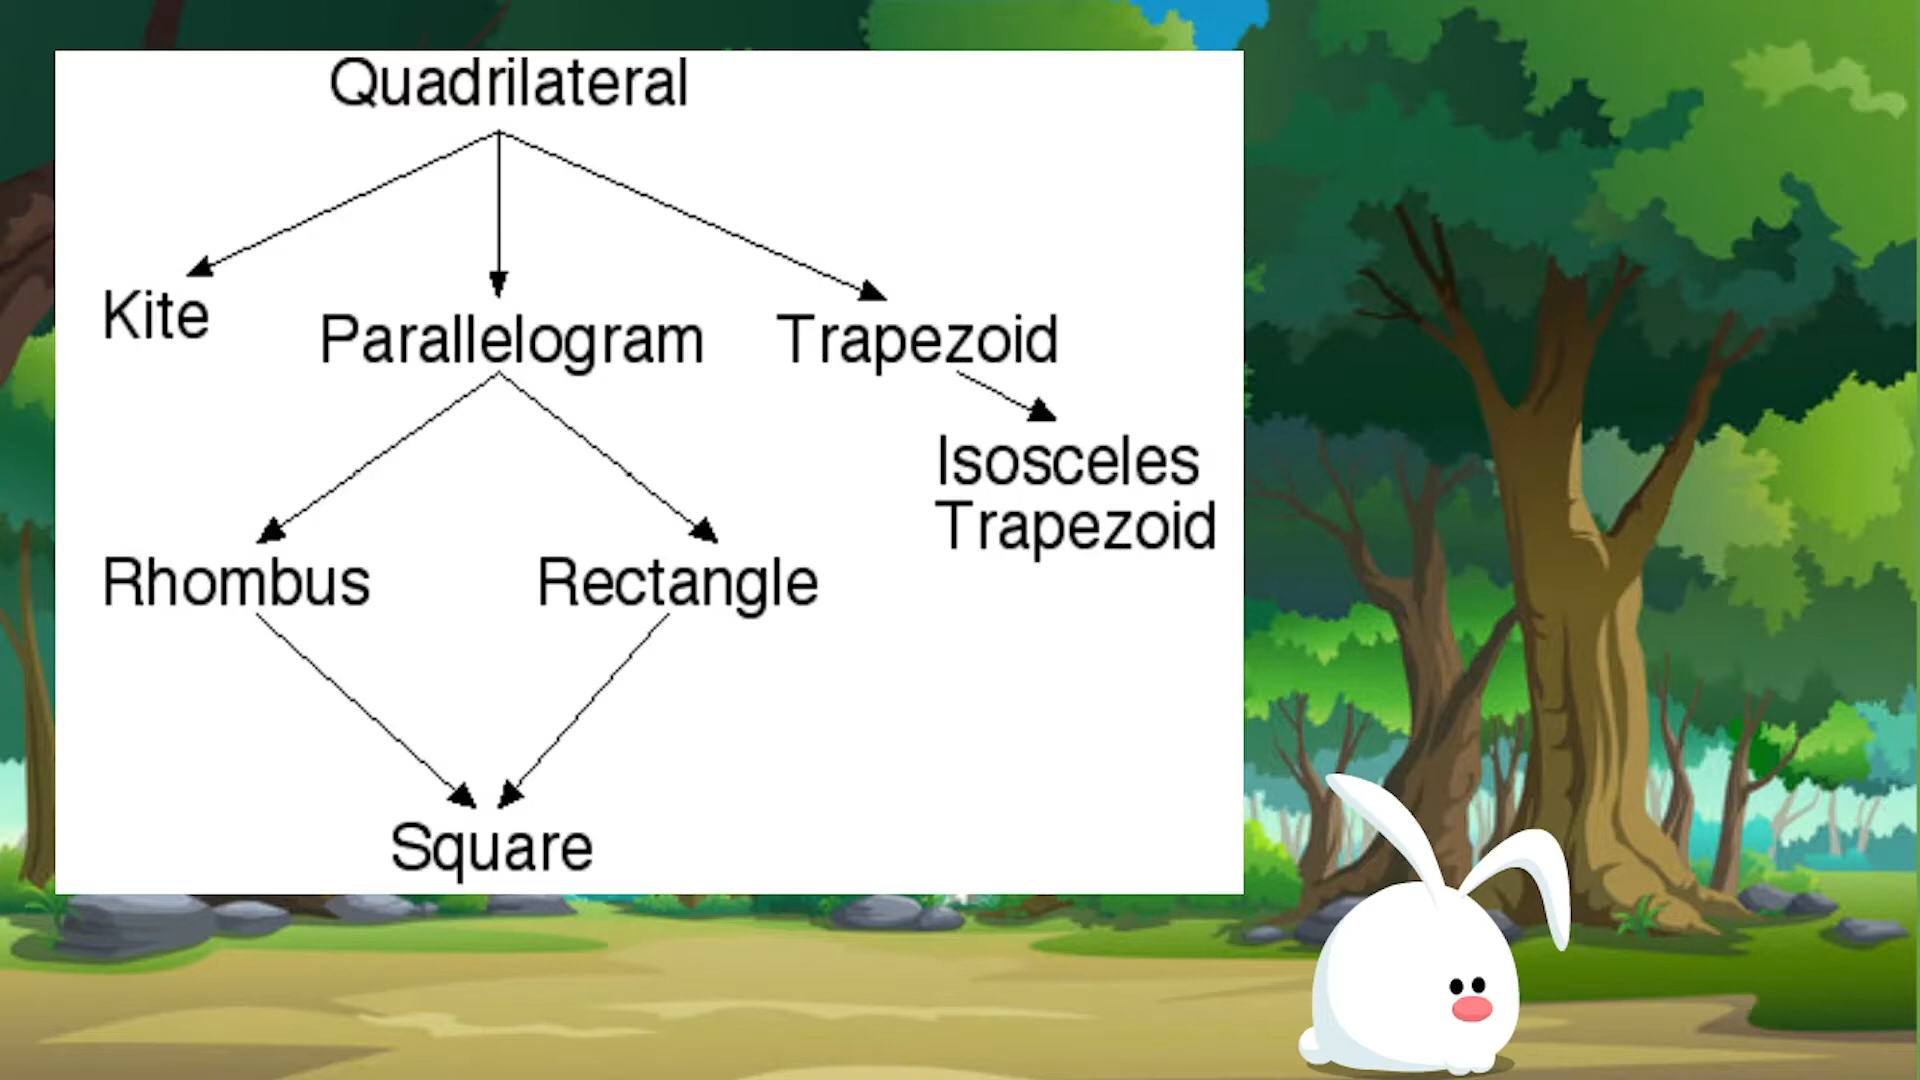 Quadrilateral
Kite
Parallelogram
Trapezoid
Isosceles
Trapezoid
Rhombus
Rectangle
Square